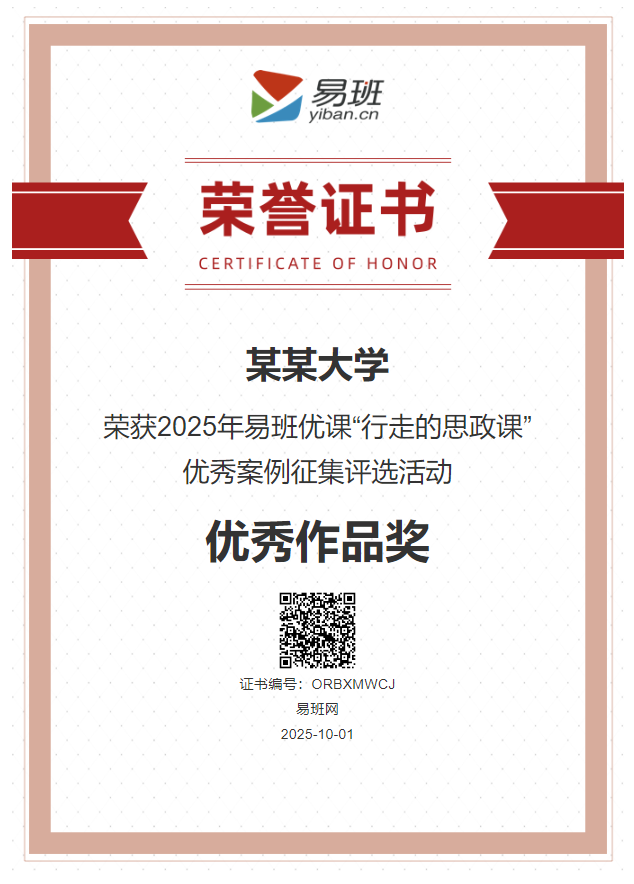 易班
yiban.cn
荣誉证书
CERTIFICATE OF HONOR
某某大学
荣获2025年易班优课“行走的思政课”
优秀案例征集评选活动
优秀作品奖
证书编号：ORBXMWCJ
易班网
2025-10-01